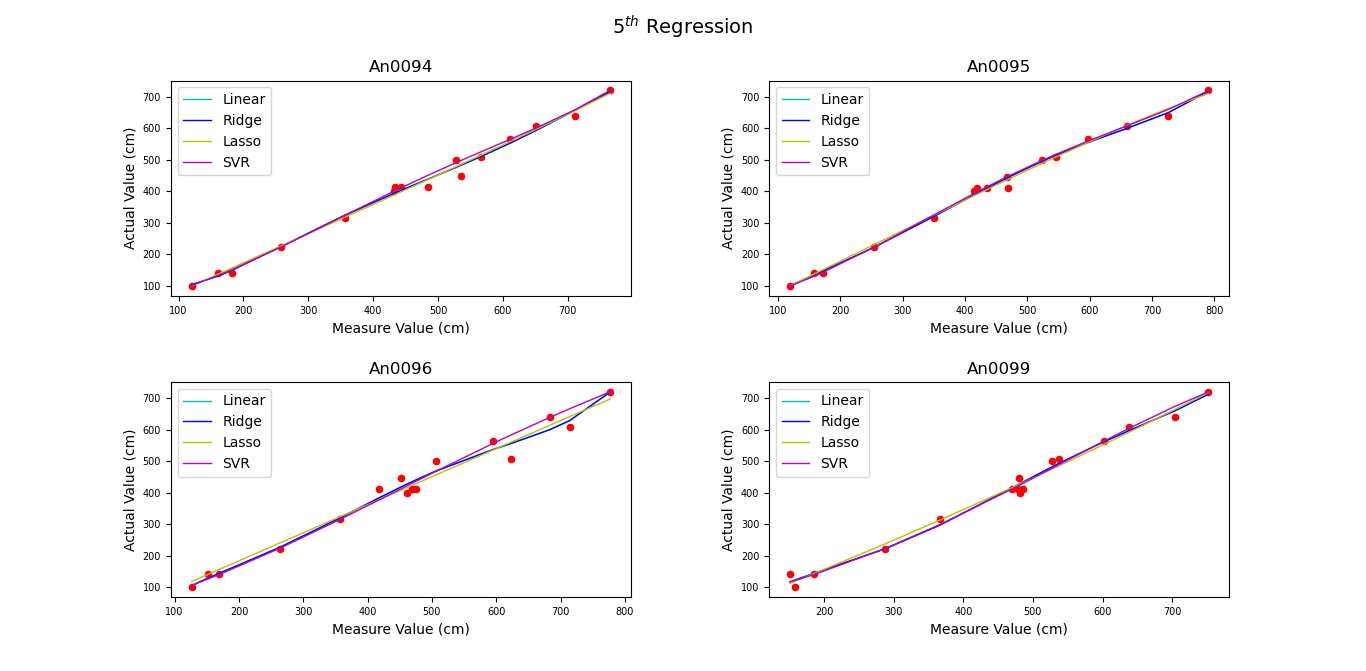 5th Regression
An0094
Linear
Ridge
Lasso
SVR
Actual Value (cm)
700
600
500
400
300
200
100
100 200 300 400 500 600 700
Measure Value (cm)
An0095
Linear
Ridge
Lasso
SVR
Actual Value (cm)
700
600
500
400
300
200
100
100 200 300 400 500 600 700 800
Measure Value (cm)
An0096
Linear
Ridge
Lasso
SVR
Actual Value (cm)
700
600
500
400
300
200
100
100 200 300 400 500 600 700 800
Measure Value (cm)
An0099
Linear
Ridge
Lasso
SVR
Actual Value (cm)
700
600
500
400
300
200
100
200 300 400 500 600 700
Measure Value (cm)